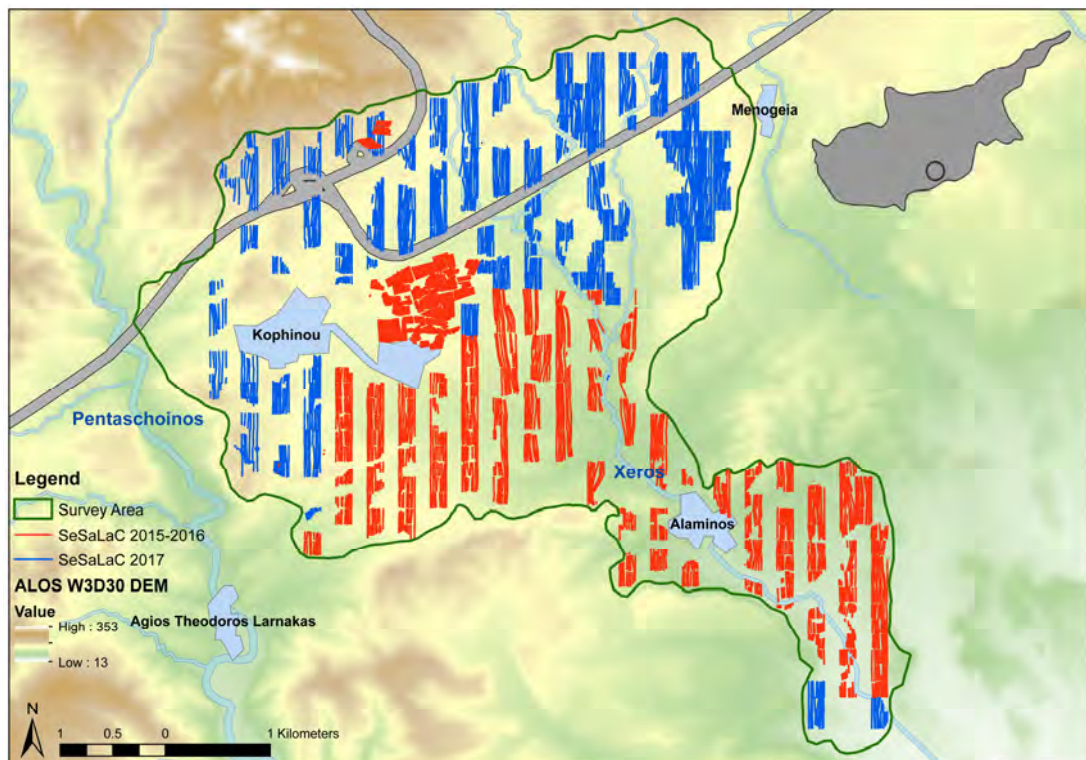 Menogeia
Kophinou
Pentaschoinos
Xeros
Alaminos
Legend
Survey Area
SeSaLaC 2015-2016
SeSaLaC 2017
ALOS W3D30 DEM
Value
High : 353
Low : 13
Agios Theodoros Larnakas
N
1 0.5 0 1 Kilometers